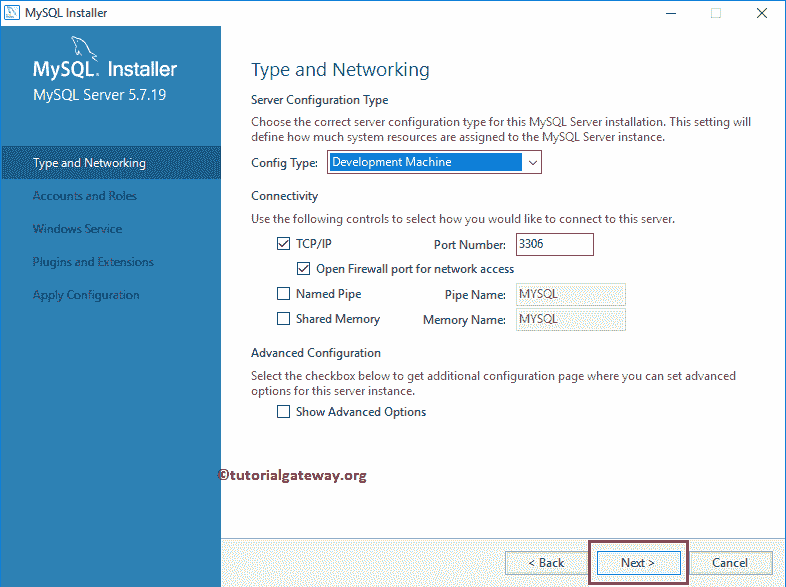 MySQL Installer
MySQL. Installer
MySQL Server 5.7.19
Type and Networking
Accounts and Roles
Windows Service
Plugins and Extensions
Apply Configuration
Type and Networking
Server Configuration Type
Choose the correct server configuration type for this MySQL Server installation. This setting will
define how much system resources are assigned to the MySQL Server instance.
Config Type: Development Machine
Connectivity
Use the following controls to select how you would like to connect to this server.
TCP/IP Port Number: 3306
Open Firewall port for network access
Named Pipe Pipe Name: MYSQL
Shared Memory Memory Name: MYSQL
Advanced Configuration
Select the checkbox below to get additional configuration page where you can set advanced
options for this server instance.
Show Advanced Options
©tutorialgateway.org
< Back Next > Cancel